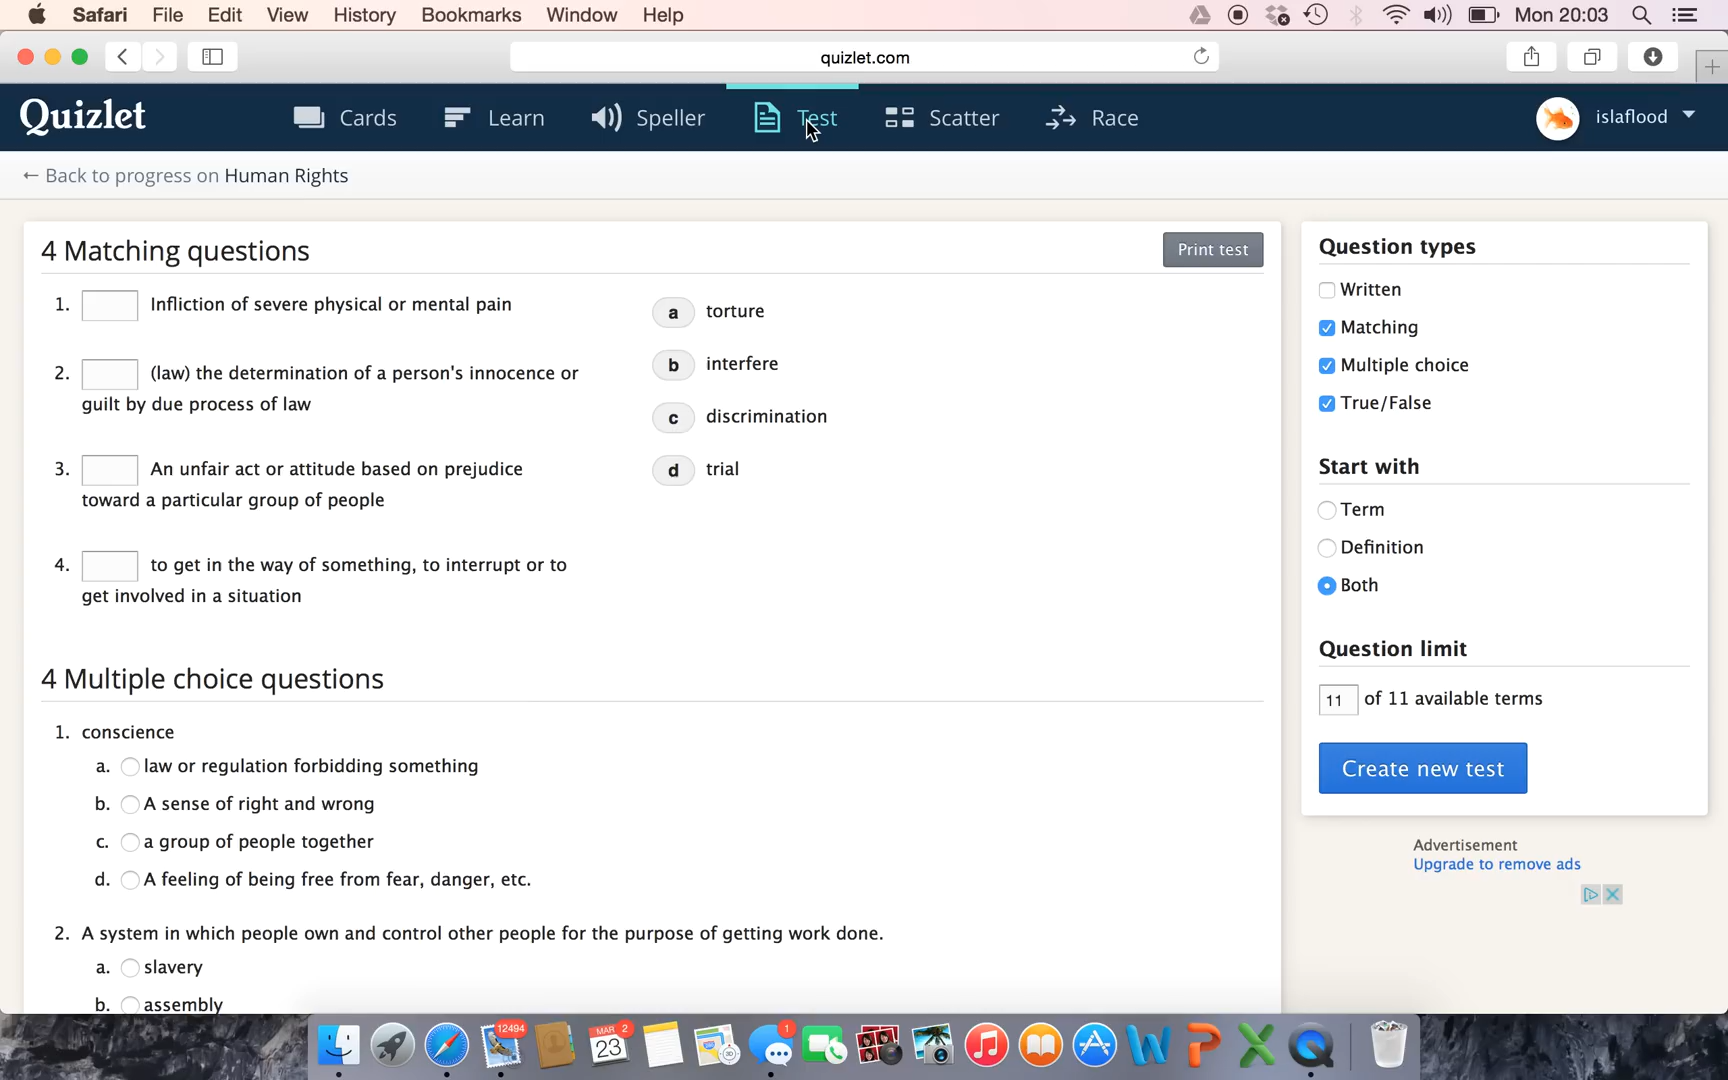 Safari File Edit View History Bookmarks Window Help Mon 20:03
quizlet.com
Quizlet Cards Learn Speller Test Scatter Race islaflood
← Back to progress on Human Rights
4 Matching questions
Print test
1. Infliction of severe physical or mental pain
2. (law) the determination of a person's innocence or
guilt by due process of law
3. An unfair act or attitude based on prejudice
toward a particular group of people
4. to get in the way of something, to interrupt or to
get involved in a situation
a torture
b interfere
c discrimination
d trial
4 Multiple choice questions
1. conscience
a. law or regulation forbidding something
b. A sense of right and wrong
c. a group of people together
d. A feeling of being free from fear, danger, etc.
2. A system in which people own and control other people for the purpose of getting work done.
a. slavery
b. assembly
Question types
Written
Matching
Multiple choice
True/False
Start with
Term
Definition
Both
Question limit
11 of 11 available terms
Create new test
Advertisement
Upgrade to remove ads
12494
MAR 2
23
3D
1
W P X